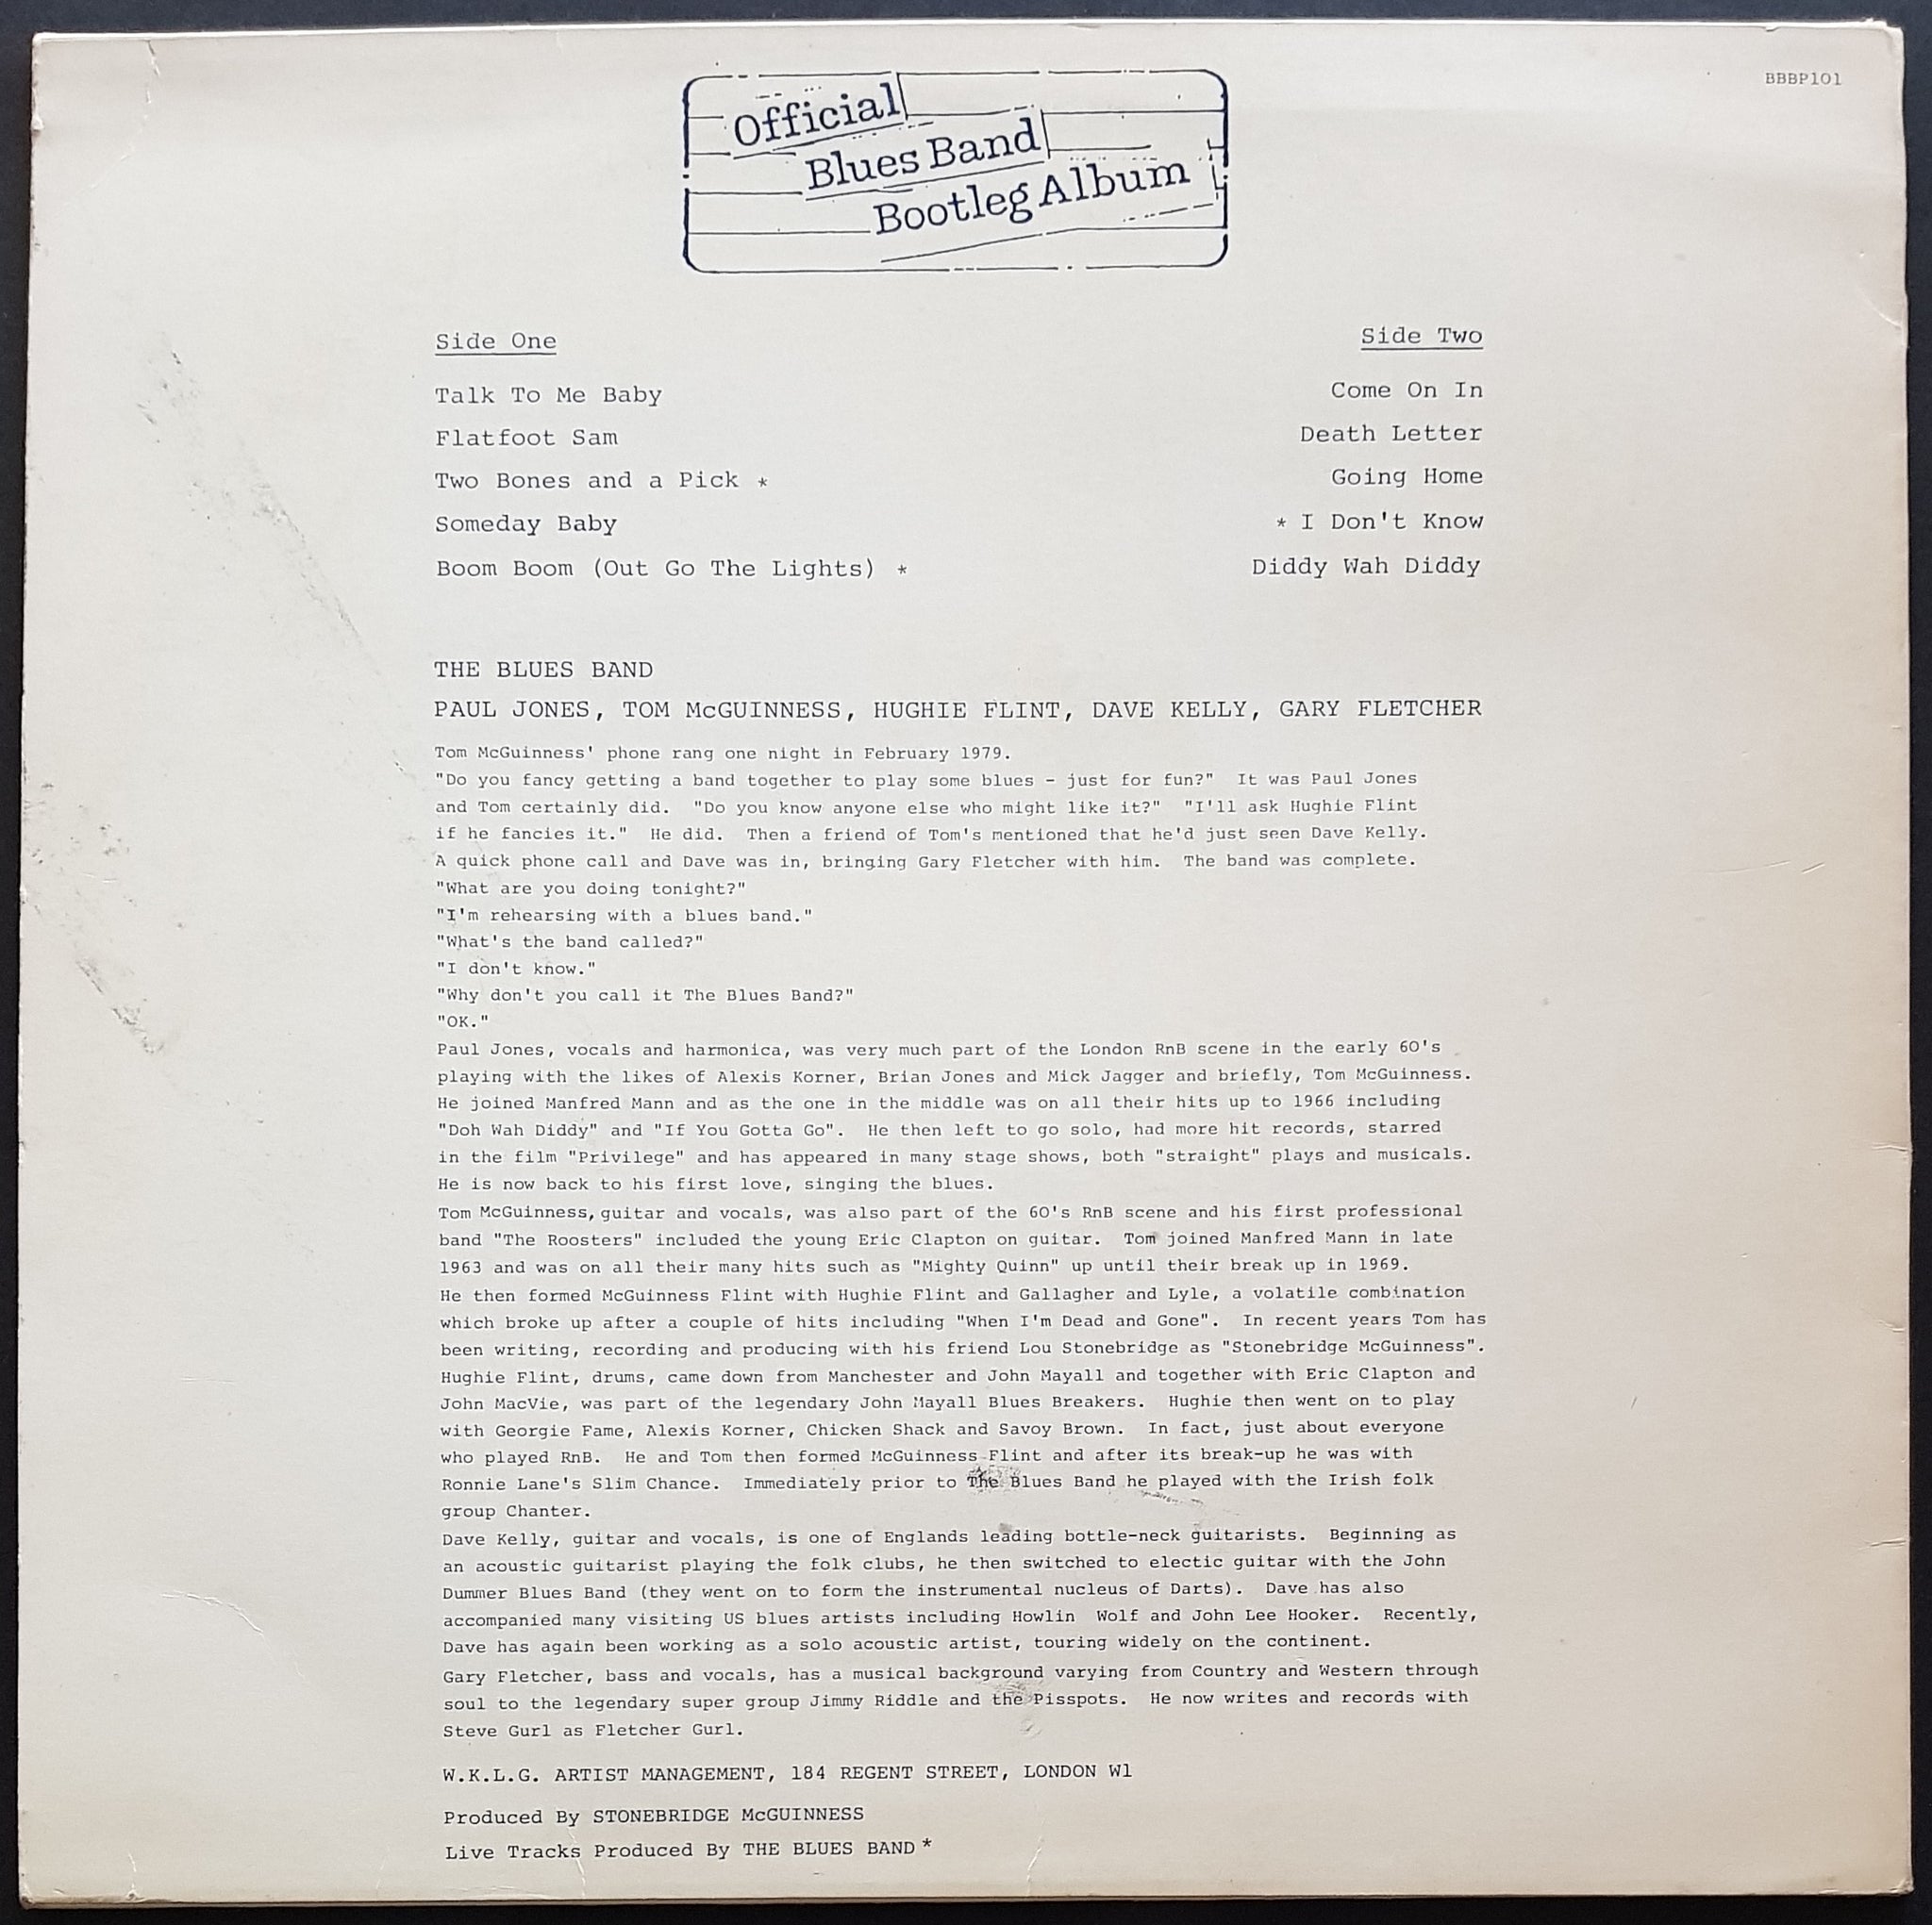 BBBP101
Official
Blues Band
Bootleg Album
Side One
Talk To Me Baby
Flatfoot Sam
Two Bones and a Pick *
Someday Baby
Boom Boom (Out Go The Lights) *
Side Two
Come On In
Death Letter
Going Home
* I Don't Know
Diddy Wah Diddy
THE BLUES BAND
PAUL JONES, TOM McGUINNESS, HUGHIE FLINT, DAVE KELLY, GARY FLETCHER
Tom McGuinness' phone rang one night in February 1979.
"Do you fancy getting a band together to play some blues - just for fun?" It was Paul Jones
and Tom certainly did. "Do you know anyone else who might like it?" "I'll ask Hughie Flint
if he fancies it." He did. Then a friend of Tom's mentioned that he'd just seen Dave Kelly.
A quick phone call and Dave was in, bringing Gary Fletcher with him. The band was complete.
"What are you doing tonight?"
"I'm rehearsing with a blues band."
"What's the band called?"
"I don't know."
"Why don't you call it The Blues Band?"
"OK."
Paul Jones, vocals and harmonica, was very much part of the London RnB scene in the early 60's
playing with the likes of Alexis Korner, Brian Jones and Mick Jagger and briefly, Tom McGuinness.
He joined Manfred Mann and as the one in the middle was on all their hits up to 1966 including
"Doh Wah Diddy" and "If You Gotta Go". He then left to go solo, had more hit records, starred
in the film "Privilege" and has appeared in many stage shows, both "straight" plays and musicals.
He is now back to his first love, singing the blues.
Tom McGuinness, guitar and vocals, was also part of the 60's RnB scene and his first professional
band "The Roosters" included the young Eric Clapton on guitar. Tom joined Manfred Mann in late
1963 and was on all their many hits such as "Mighty Quinn" up until their break up in 1969.
He then formed McGuinness Flint with Hughie Flint and Gallagher and Lyle, a volatile combination
which broke up after a couple of hits including "When I'm Dead and Gone". In recent years Tom has
been writing, recording and producing with his friend Lou Stonebridge as "Stonebridge McGuinness".
Hughie Flint, drums, came down from Manchester and John Mayall and together with Eric Clapton and
John MacVie, was part of the legendary John Mayall Blues Breakers. Hughie then went on to play
with Georgie Fame, Alexis Korner, Chicken Shack and Savoy Brown. In fact, just about everyone
who played RnB. He and Tom then formed McGuinness Flint and after its break-up he was with
Ronnie Lane's Slim Chance. Immediately prior to The Blues Band he played with the Irish folk
group Chanter.
Dave Kelly, guitar and vocals, is one of Englands leading bottle-neck guitarists. Beginning as
an acoustic guitarist playing the folk clubs, he then switched to electic guitar with the John
Dummer Blues Band (they went on to form the instrumental nucleus of Darts). Dave has also
accompanied many visiting US blues artists including Howlin Wolf and John Lee Hooker. Recently,
Dave has again been working as a solo acoustic artist, touring widely on the continent.
Gary Fletcher, bass and vocals, has a musical background varying from Country and Western through
soul to the legendary super group Jimmy Riddle and the Pisspots. He now writes and records with
Steve Gurl as Fletcher Gurl.
W.K.L.G. ARTIST MANAGEMENT, 184 REGENT STREET, LONDON W1
Produced By STONEBRIDGE McGUINNESS
Live Tracks Produced By THE BLUES BAND *